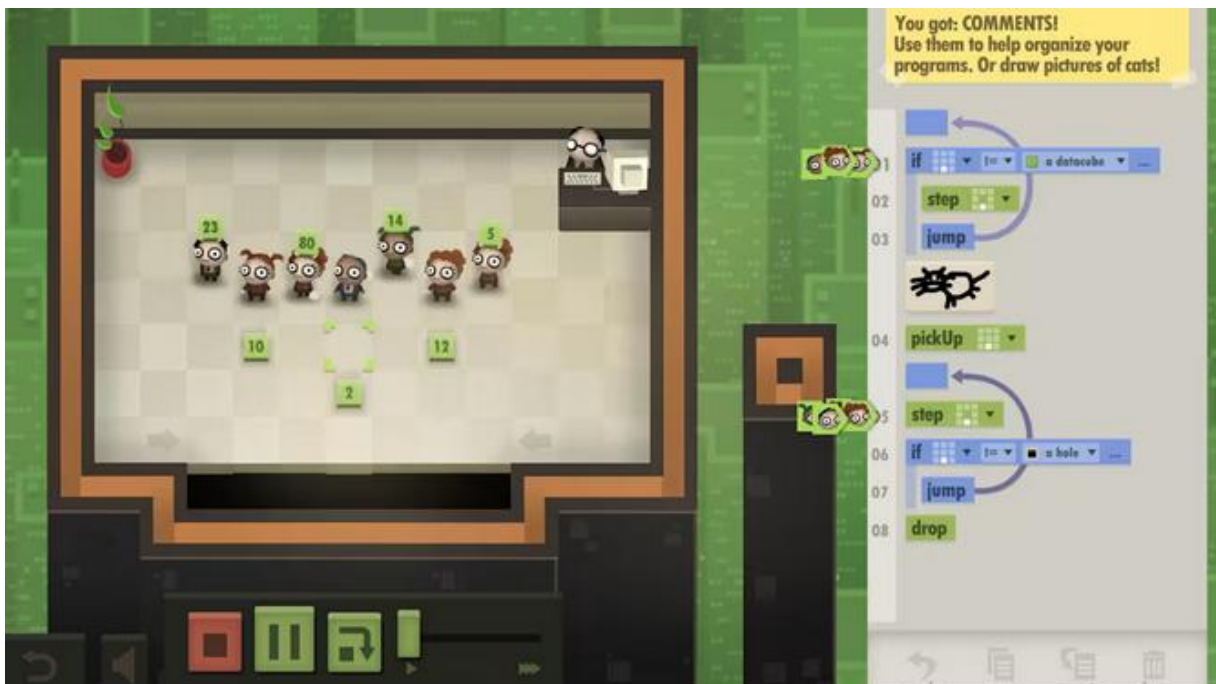 You got: COMMENTS!
Use them to help organize your
programs. Or draw pictures of cats!
01 if != a datacube ...
02 step
03 jump
04 pickUp
05 step
06 if != a hole ...
07 jump
08 drop
23
80
14
5
10
12
2